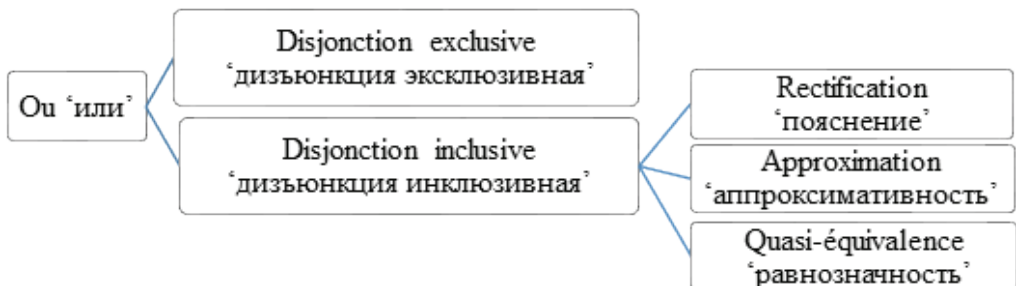 Ou ‘или’
Disjonction exclusive
‘дизъюнкция эксклюзивная’
Disjonction inclusive
‘дизъюнкция инклюзивная’
Rectification
‘пояснение’
Approximation
‘аппроксимативность’
Quasi-équivalence
‘равнозначность’